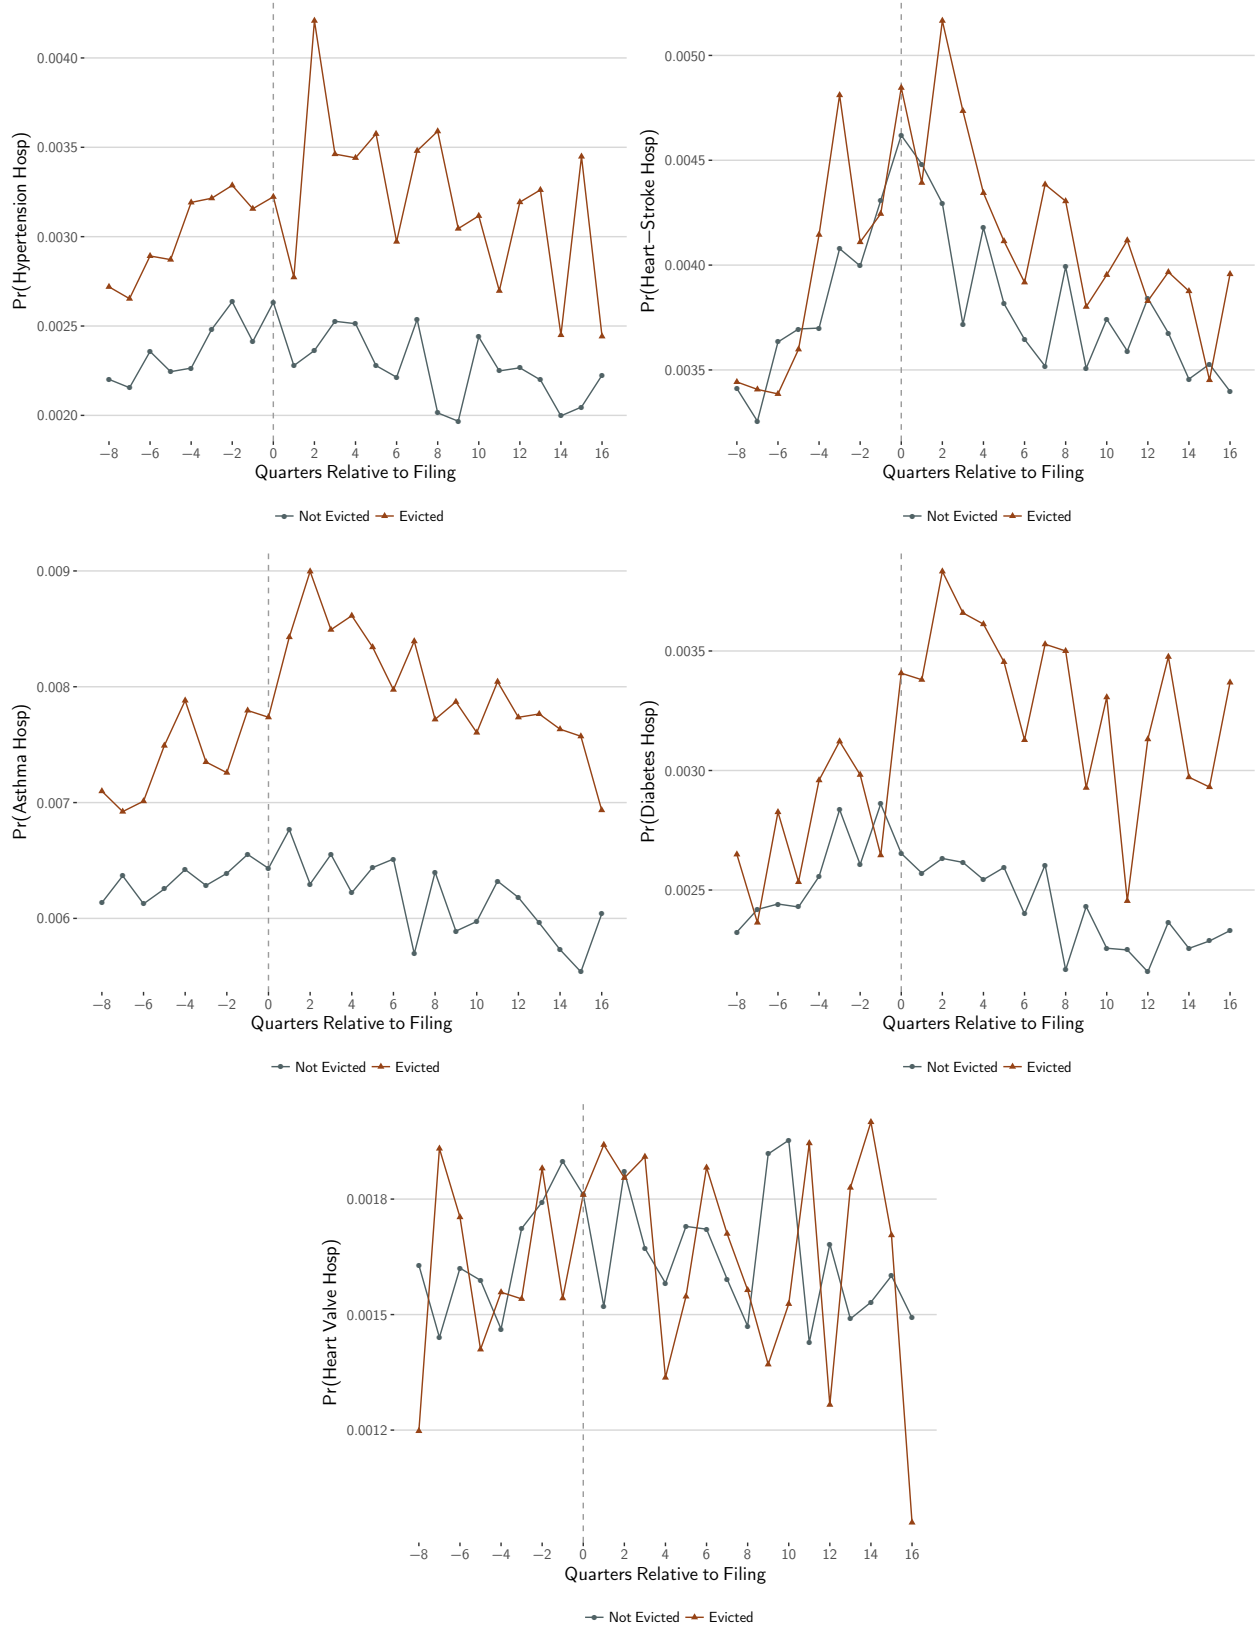 Pr(Hypertension Hosp)
0.0040
0.0035
0.0030
0.0025
0.0020
−8 −6 −4 −2 0 2 4 6 8 10 12 14 16
Quarters Relative to Filing
Not Evicted Evicted
Pr(Heart−Stroke Hosp)
0.0050
0.0045
0.0040
0.0035
−8 −6 −4 −2 0 2 4 6 8 10 12 14 16
Quarters Relative to Filing
Not Evicted Evicted
Pr(Asthma Hosp)
0.009
0.008
0.007
0.006
−8 −6 −4 −2 0 2 4 6 8 10 12 14 16
Quarters Relative to Filing
Not Evicted Evicted
Pr(Diabetes Hosp)
0.0035
0.0030
0.0025
−8 −6 −4 −2 0 2 4 6 8 10 12 14 16
Quarters Relative to Filing
Not Evicted Evicted
Pr(Heart Valve Hosp)
0.0018
0.0015
0.0012
−8 −6 −4 −2 0 2 4 6 8 10 12 14 16
Quarters Relative to Filing
Not Evicted Evicted